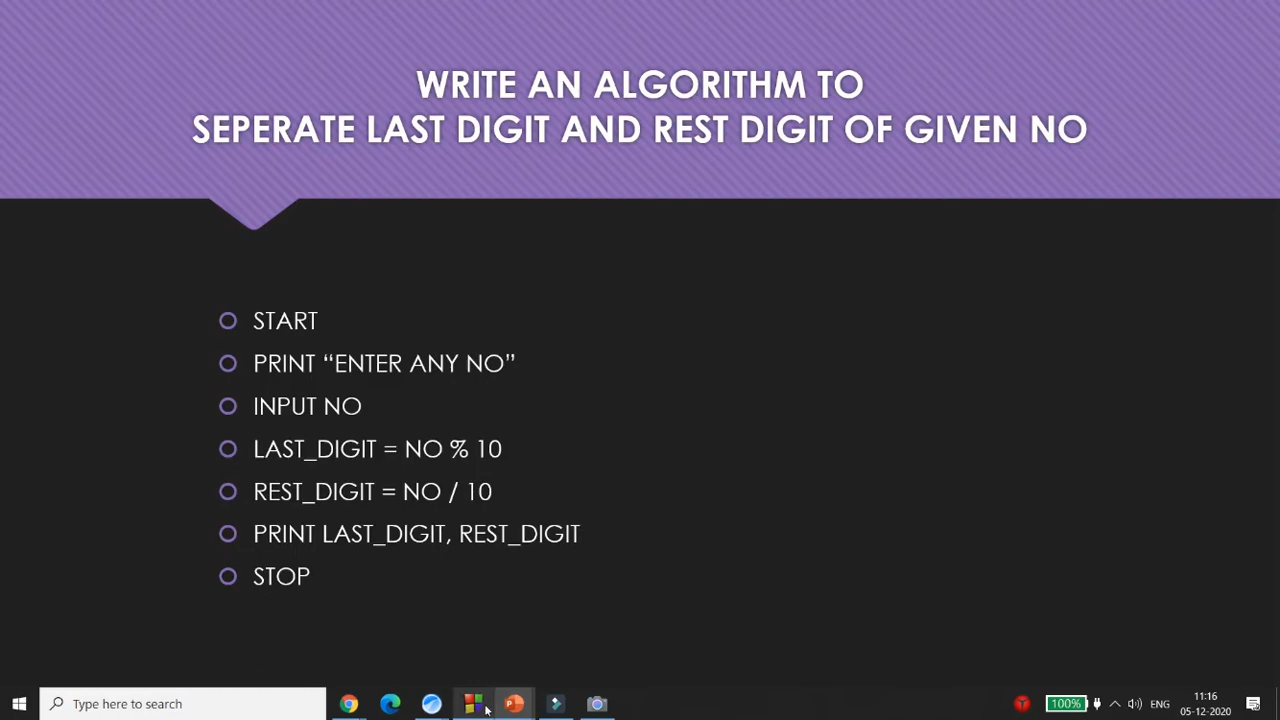 WRITE AN ALGORITHM TO
SEPERATE LAST DIGIT AND REST DIGIT OF GIVEN NO
START
PRINT “ENTER ANY NO”
INPUT NO
LAST_DIGIT = NO % 10
REST_DIGIT = NO / 10
PRINT LAST_DIGIT, REST_DIGIT
STOP
Type here to search
100%
ENG
11:16
05-12-2020